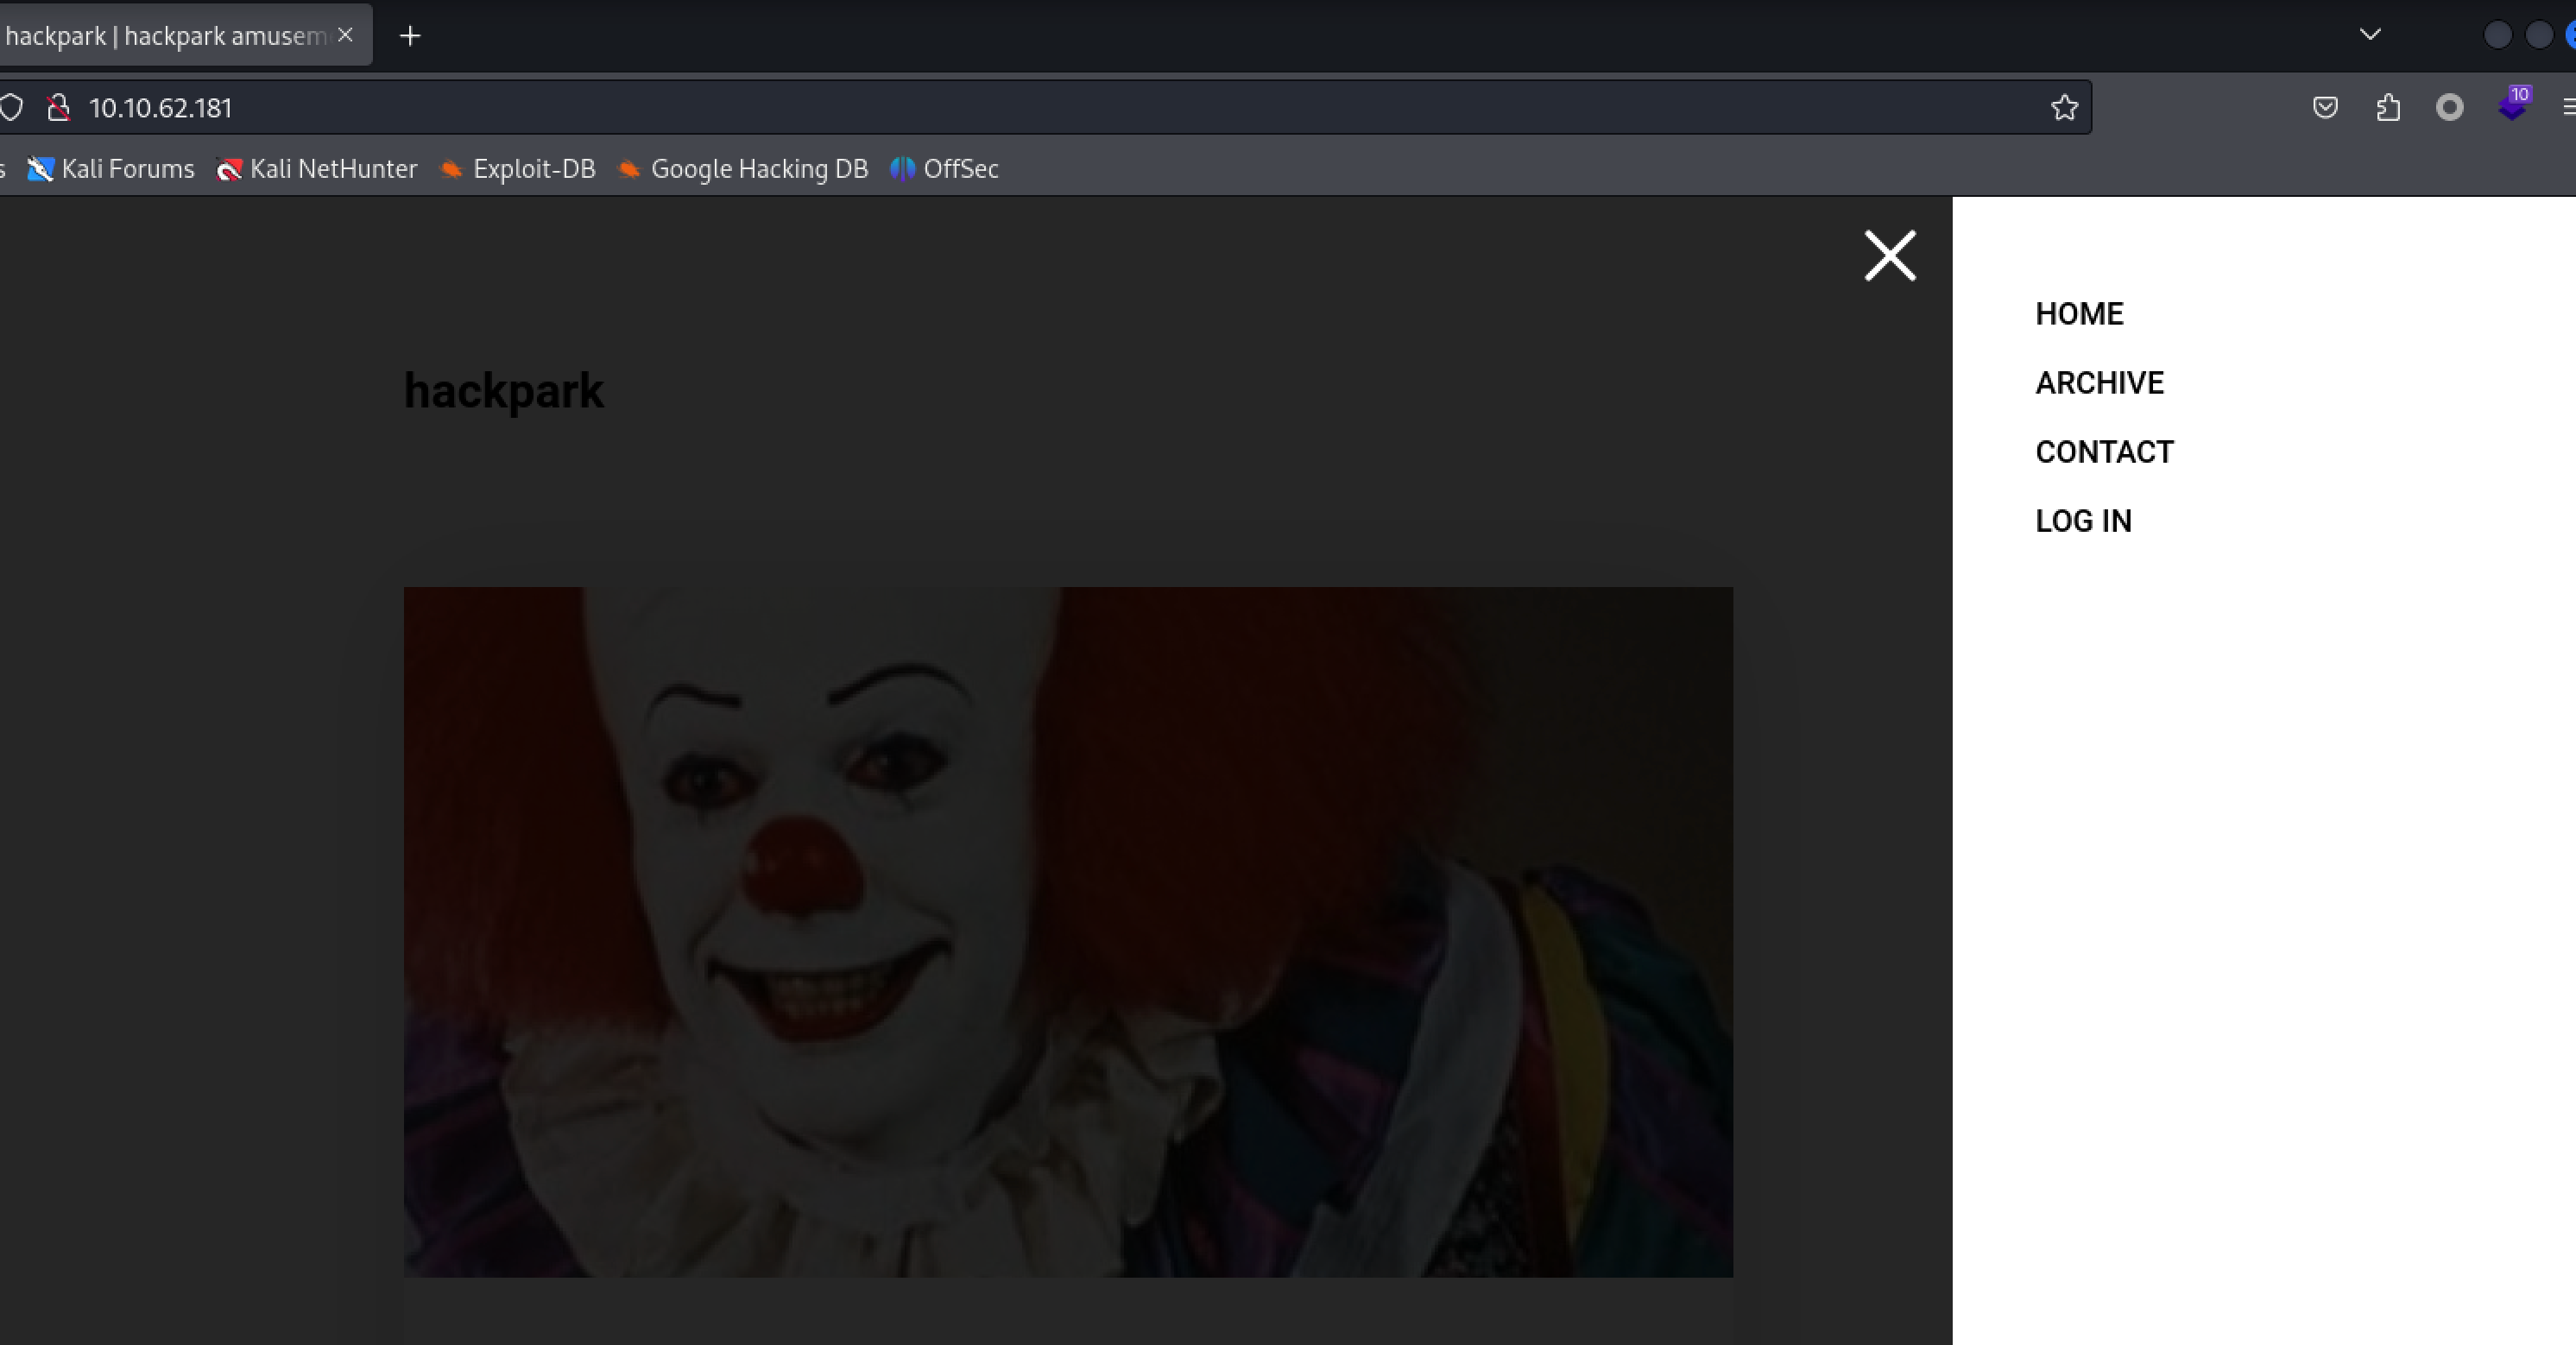 hackpark | hackpark amusem
10.10.62.181
10
s Kali Forums Kali NetHunter Exploit-DB Google Hacking DB OffSec
hackpark
HOME
ARCHIVE
CONTACT
LOG IN